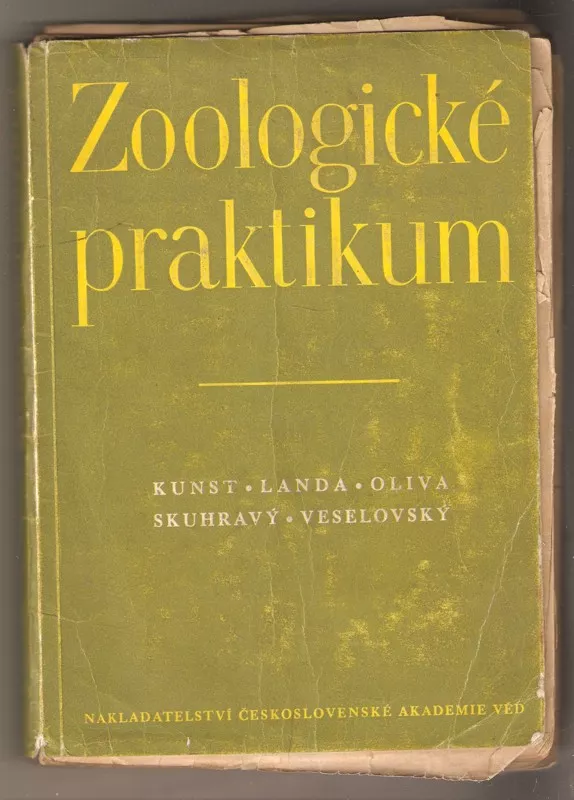 Zoologické
praktikum
KUNST • LANDA • OLIVA
SKUHRAVÝ • VESELOVSKÝ
NAKLADATELSTVÍ ČESKOSLOVENSKÉ AKADEMIE VĚD